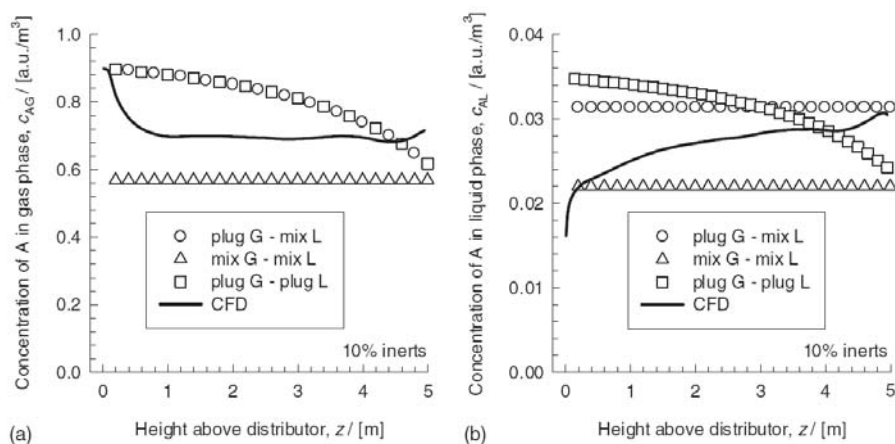 (a)
Concentration of A in gas phase, cAG / [a.u./m³]
1.0
0.8
0.6
0.4
0.2
0.0
plug G - mix L
mix G - mix L
plug G - plug L
CFD
10% inerts
0 1 2 3 4 5
Height above distributor, z / [m]
(b)
Concentration of A in liquid phase, cAL / [a.u./m³]
0.04
0.03
0.02
0.01
0.00
plug G - mix L
mix G - mix L
plug G - plug L
CFD
10% inerts
0 1 2 3 4 5
Height above distributor, z / [m]